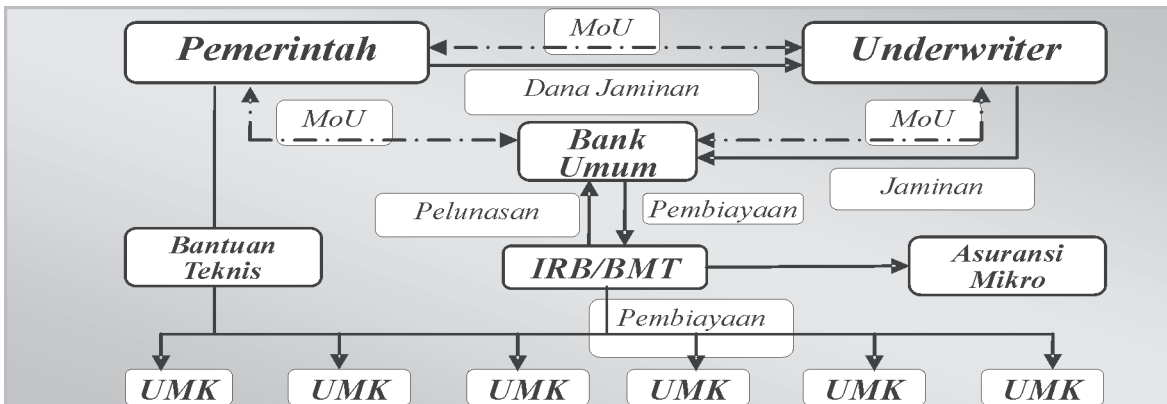 MoU
Pemerintah
Underwriter
Dana Jaminan
MoU
MoU
Bank
Umum
Jaminan
Pelunasan
Pembiayaan
Bantuan
Teknis
IRB/BMT
Asuransi
Mikro
Pembiayaan
UMK
UMK
UMK
UMK
UMK
UMK